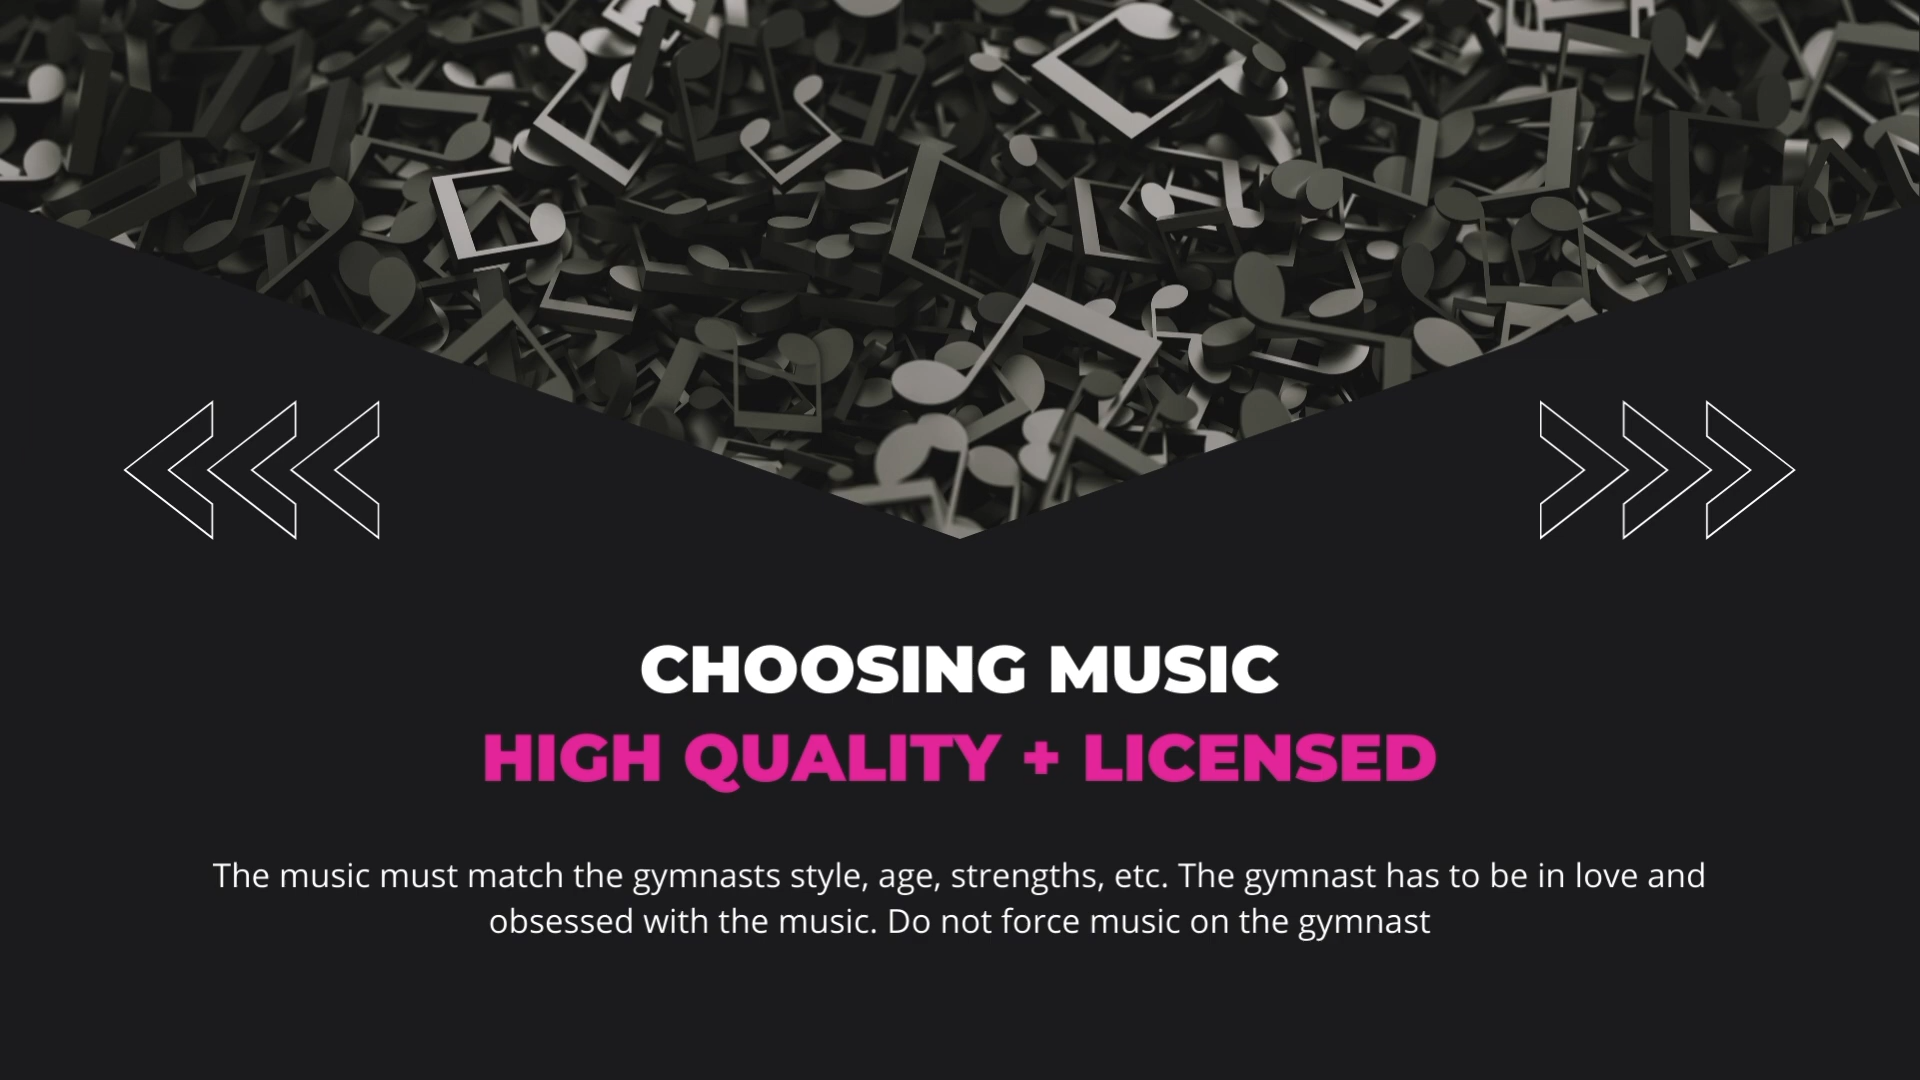 CHOOSING MUSIC
HIGH QUALITY + LICENSED
The music must match the gymnasts style, age, strengths, etc. The gymnast has to be in love and
obsessed with the music. Do not force music on the gymnast